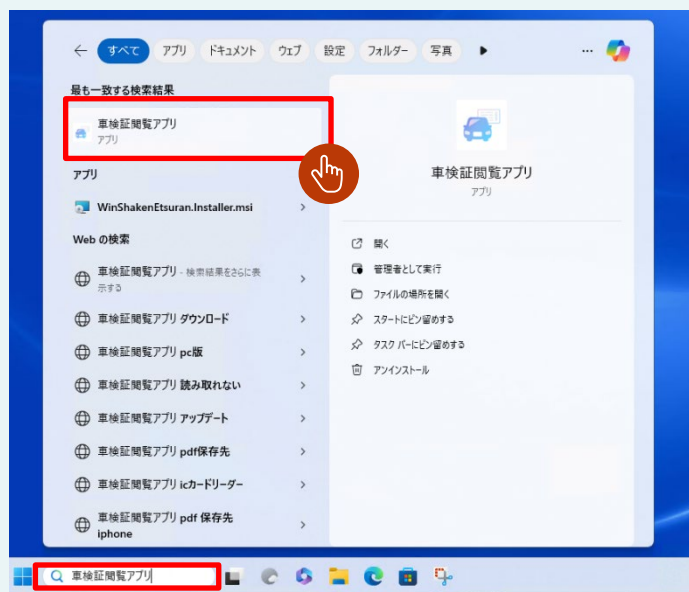 すべて アプリ ドキュメント ウェブ 設定 フォルダー 写真
最も一致する検索結果
車検証閲覧アプリ
アプリ
車検証閲覧アプリ
アプリ
アプリ
WinShakenEtsuran.Installer.msi
Web の検索
車検証閲覧アプリ - 検索結果をさらに表
示する
車検証閲覧アプリ ダウンロード
車検証閲覧アプリ pc版
車検証閲覧アプリ 読み取れない
車検証閲覧アプリ アップデート
車検証閲覧アプリ pdf保存先
車検証閲覧アプリ icカードリーダー
車検証閲覧アプリ pdf 保存先
iphone
開く
管理者として実行
ファイルの場所を開く
スタートにピン留めする
タスク バーにピン留めする
アンインストール
車検証閲覧アプリ